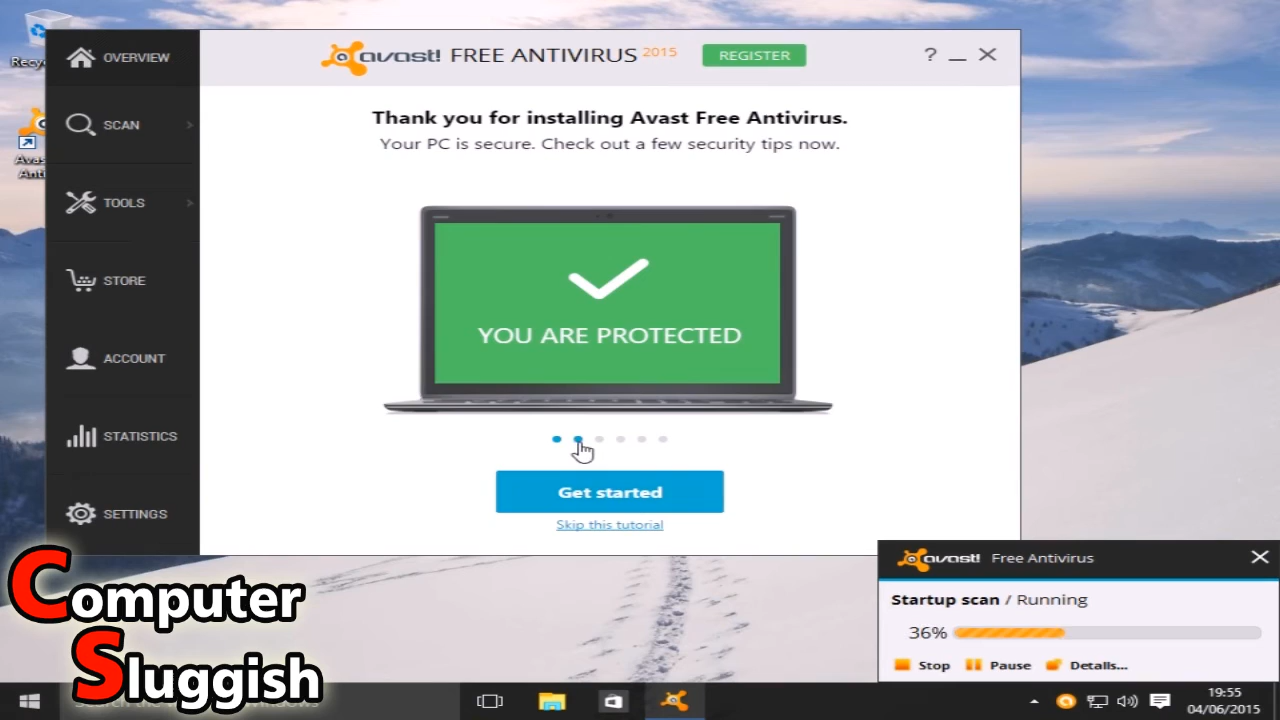 OVERVIEW
avast! FREE ANTIVIRUS 2015
REGISTER
?
SCAN
TOOLS
STORE
ACCOUNT
STATISTICS
SETTINGS
Thank you for installing Avast Free Antivirus.
Your PC is secure. Check out a few security tips now.
YOU ARE PROTECTED
Get started
Skip this tutorial
avast! Free Antivirus
Startup scan / Running
36%
Stop Pause Details...
Computer
Sluggish
19:55
04/06/2015